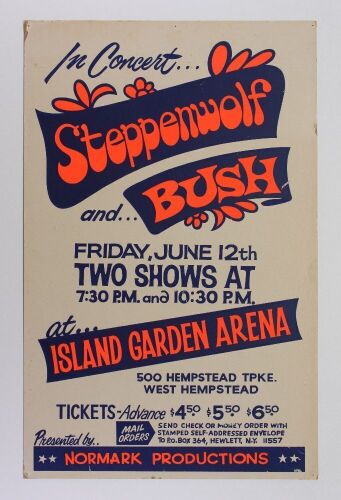 In Concert...
Steppenwolf
and... BUSH
FRIDAY, JUNE 12th
TWO SHOWS AT
7:30 P.M. and 10:30 P.M.
at...
ISLAND GARDEN ARENA
500 HEMPSTEAD TPKE.
WEST HEMPSTEAD
TICKETS-Advance $4.50 $5.50 $6.50
Presented by.. MAIL ORDERS SEND CHECK OR MONEY ORDER WITH
STAMPED SELF-ADDRESSED ENVELOPE
TO P.O. BOX 364, HEWLETT, N.Y. 11557
NORMARK PRODUCTIONS